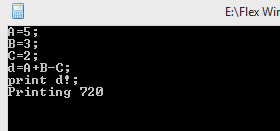 E:\Flex Win
A=5;
B=3;
C=2;
d=A+B-C;
print d!;
Printing 720